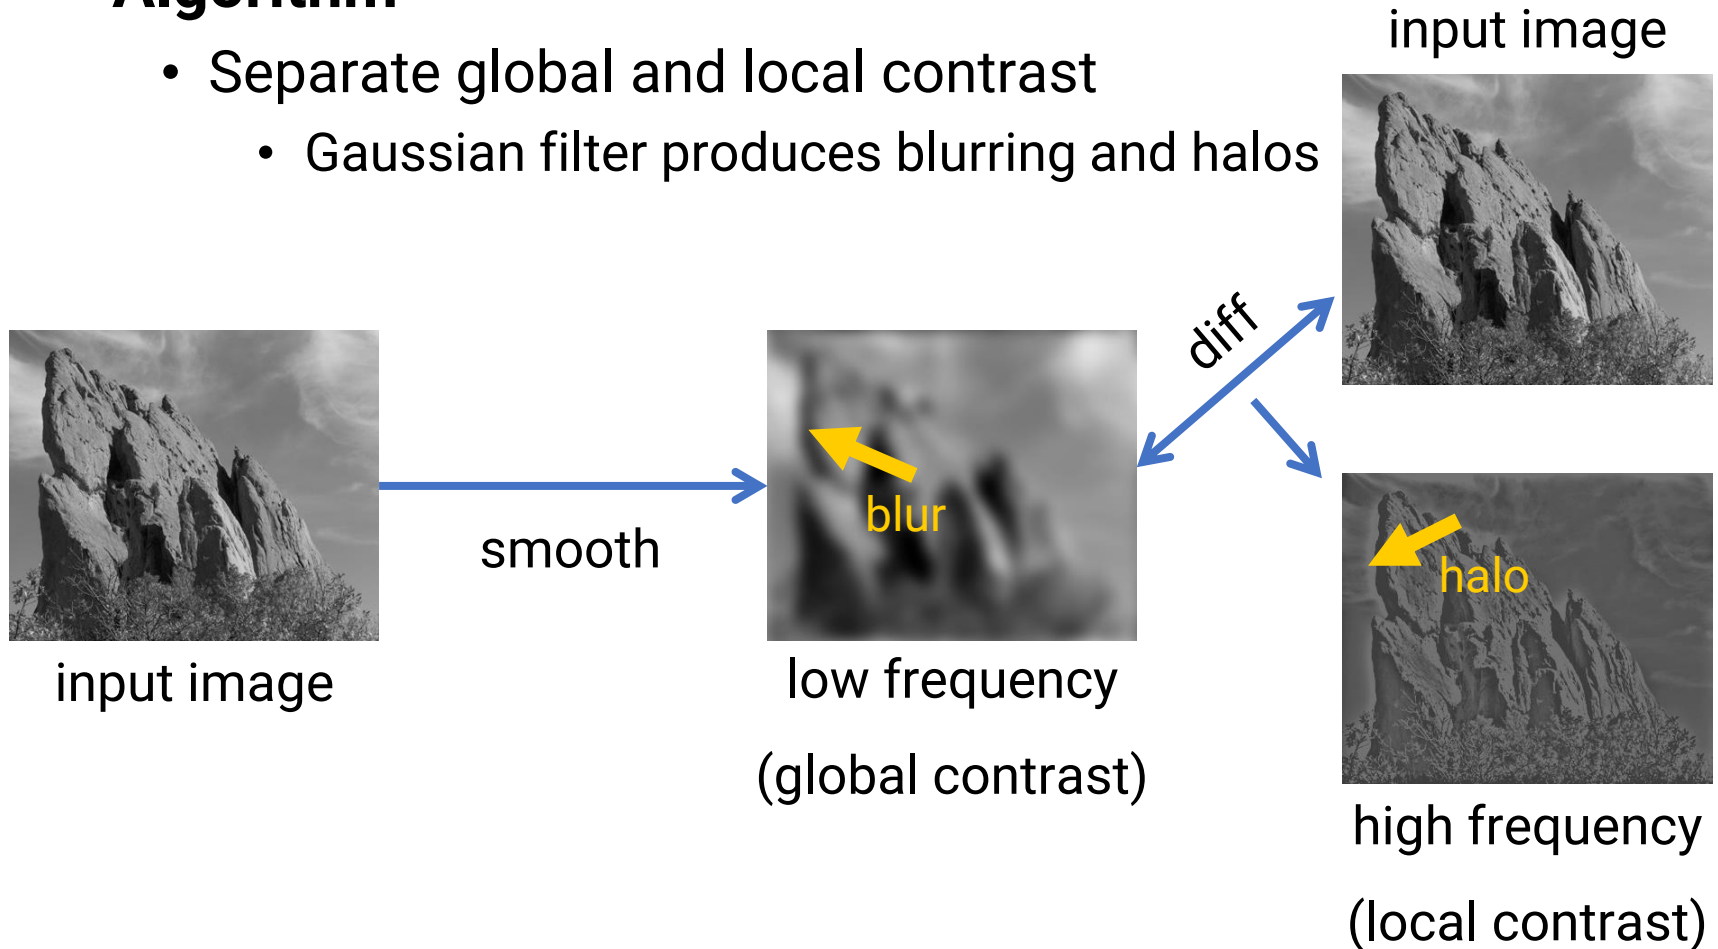 Algorithm
• Separate global and local contrast
• Gaussian filter produces blurring and halos
input image
diff
blur
halo
smooth
input image
low frequency
(global contrast)
high frequency
(local contrast)